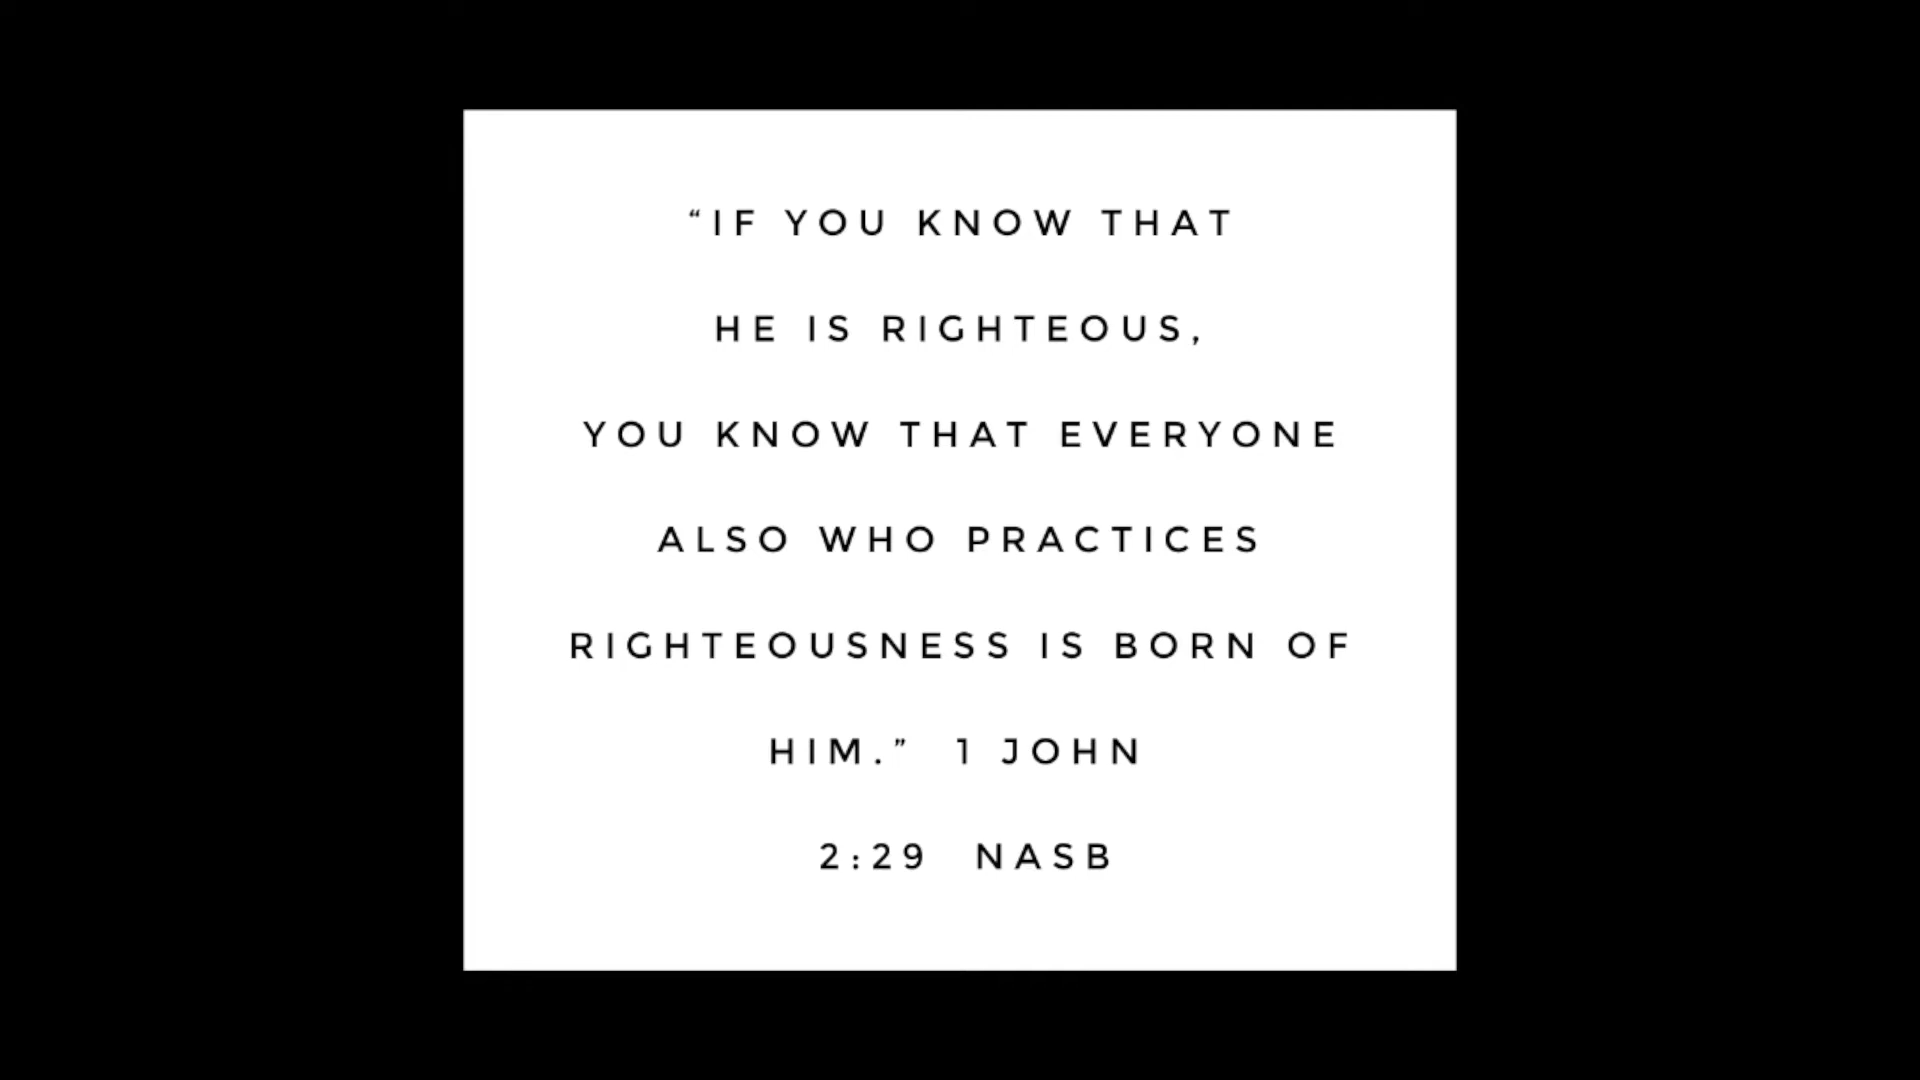 “IF YOU KNOW THAT
HE IS RIGHTEOUS,
YOU KNOW THAT EVERYONE
ALSO WHO PRACTICES
RIGHTEOUSNESS IS BORN OF
HIM.” 1 JOHN
2:29 NASB